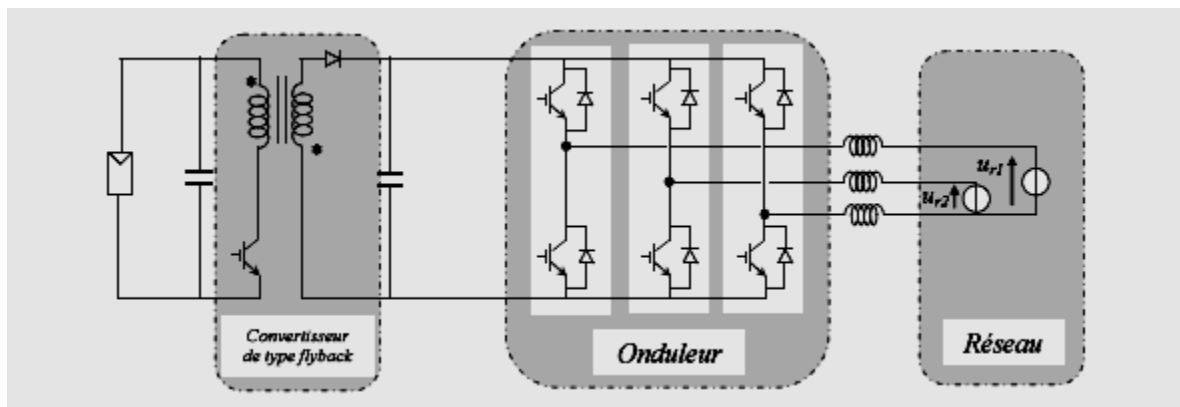 u_r1
u_r2
Convertisseur
de type flyback
Onduleur
Réseau